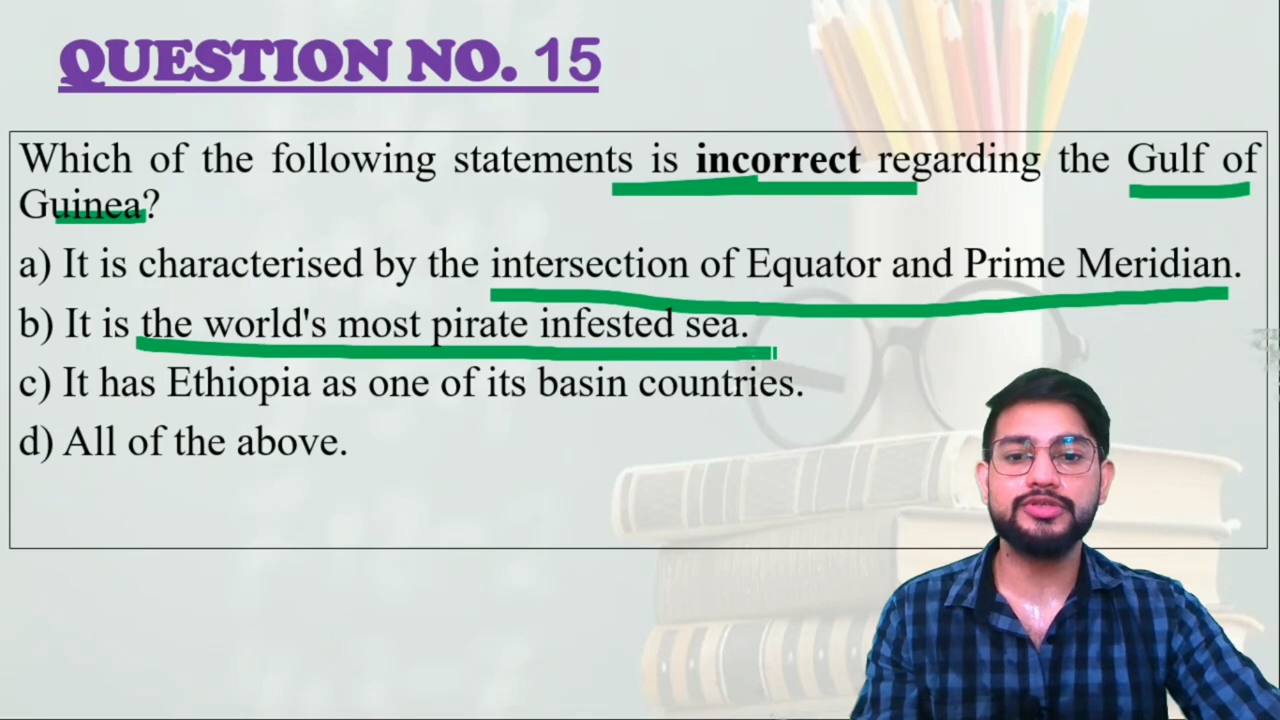 QUESTION NO. 15
Which of the following statements is incorrect regarding the Gulf of
Guinea?
a) It is characterised by the intersection of Equator and Prime Meridian.
b) It is the world's most pirate infested sea.
c) It has Ethiopia as one of its basin countries.
d) All of the above.